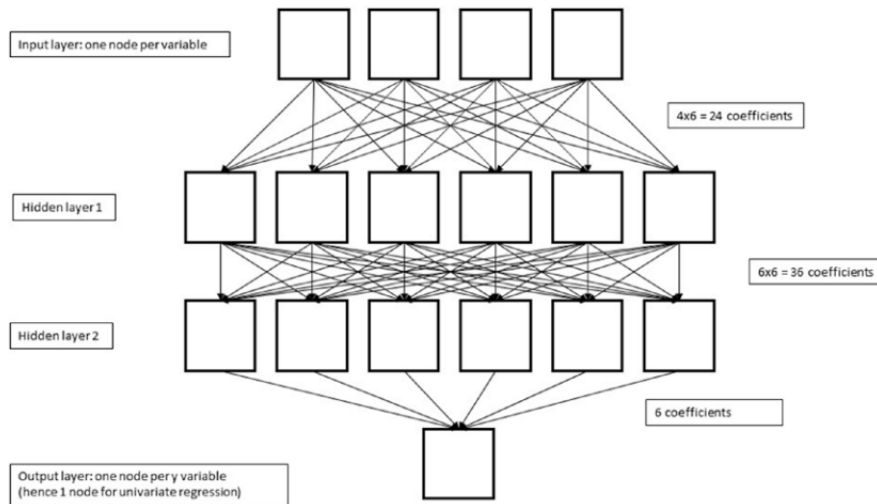 Input layer: one node per variable
4x6 = 24 coefficients
Hidden layer 1
6x6 = 36 coefficients
Hidden layer 2
6 coefficients
Output layer: one node per y variable
(hence 1 node for univariate regression)